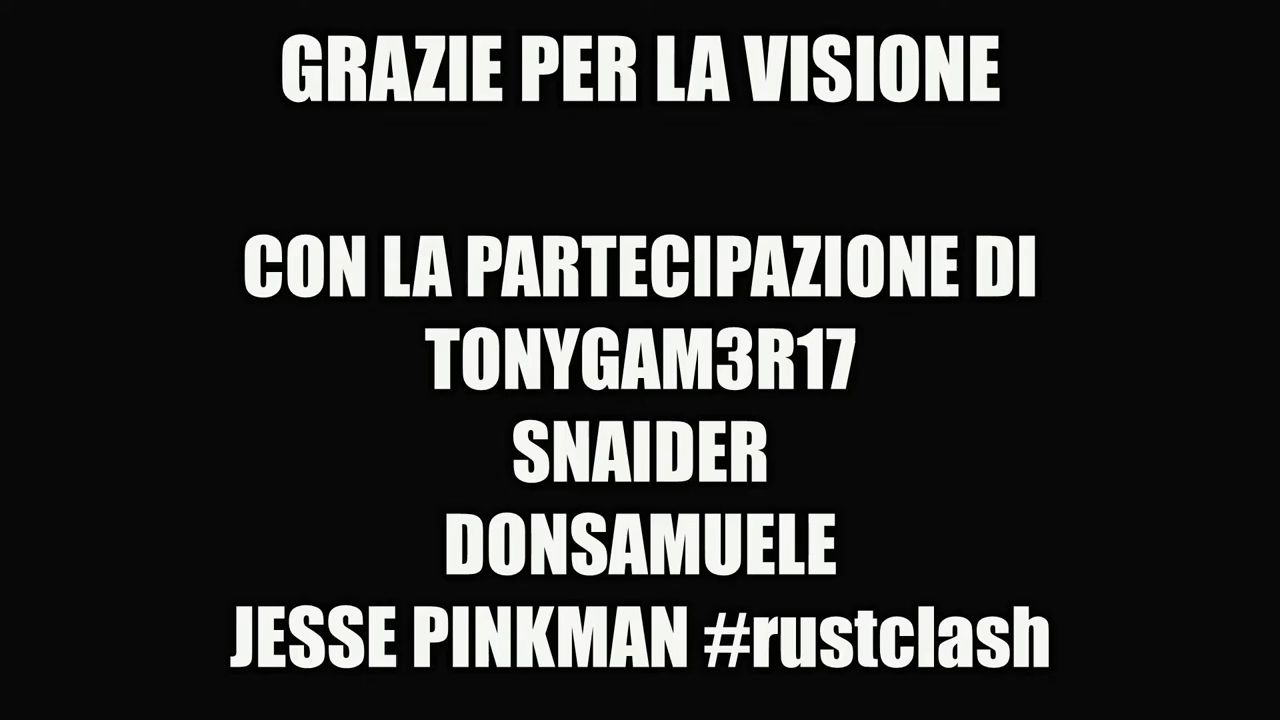 GRAZIE PER LA VISIONE
CON LA PARTECIPAZIONE DI
TONYGAM3R17
SNAIDER
DONSAMUELE
JESSE PINKMAN #rustclash